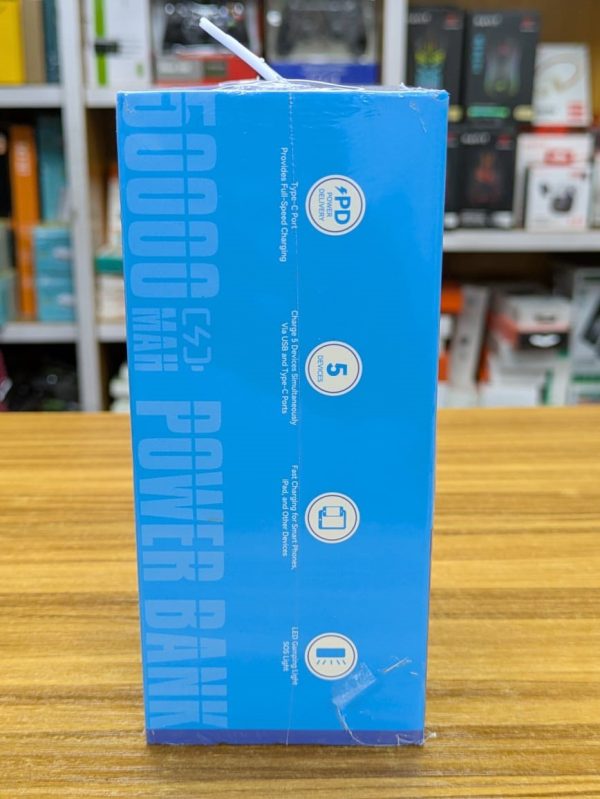 50000
MAH
POWER BANK
PD
POWER
DELIVERY
Type-C Port
Provides Full-Speed Charging
5
DEVICES
Charge 5 Devices Simultaneously
Via USB and Type-C Ports
Fast Charging for Smart Phones,
iPad, and Other Devices
LED Camping Light
SOS Light